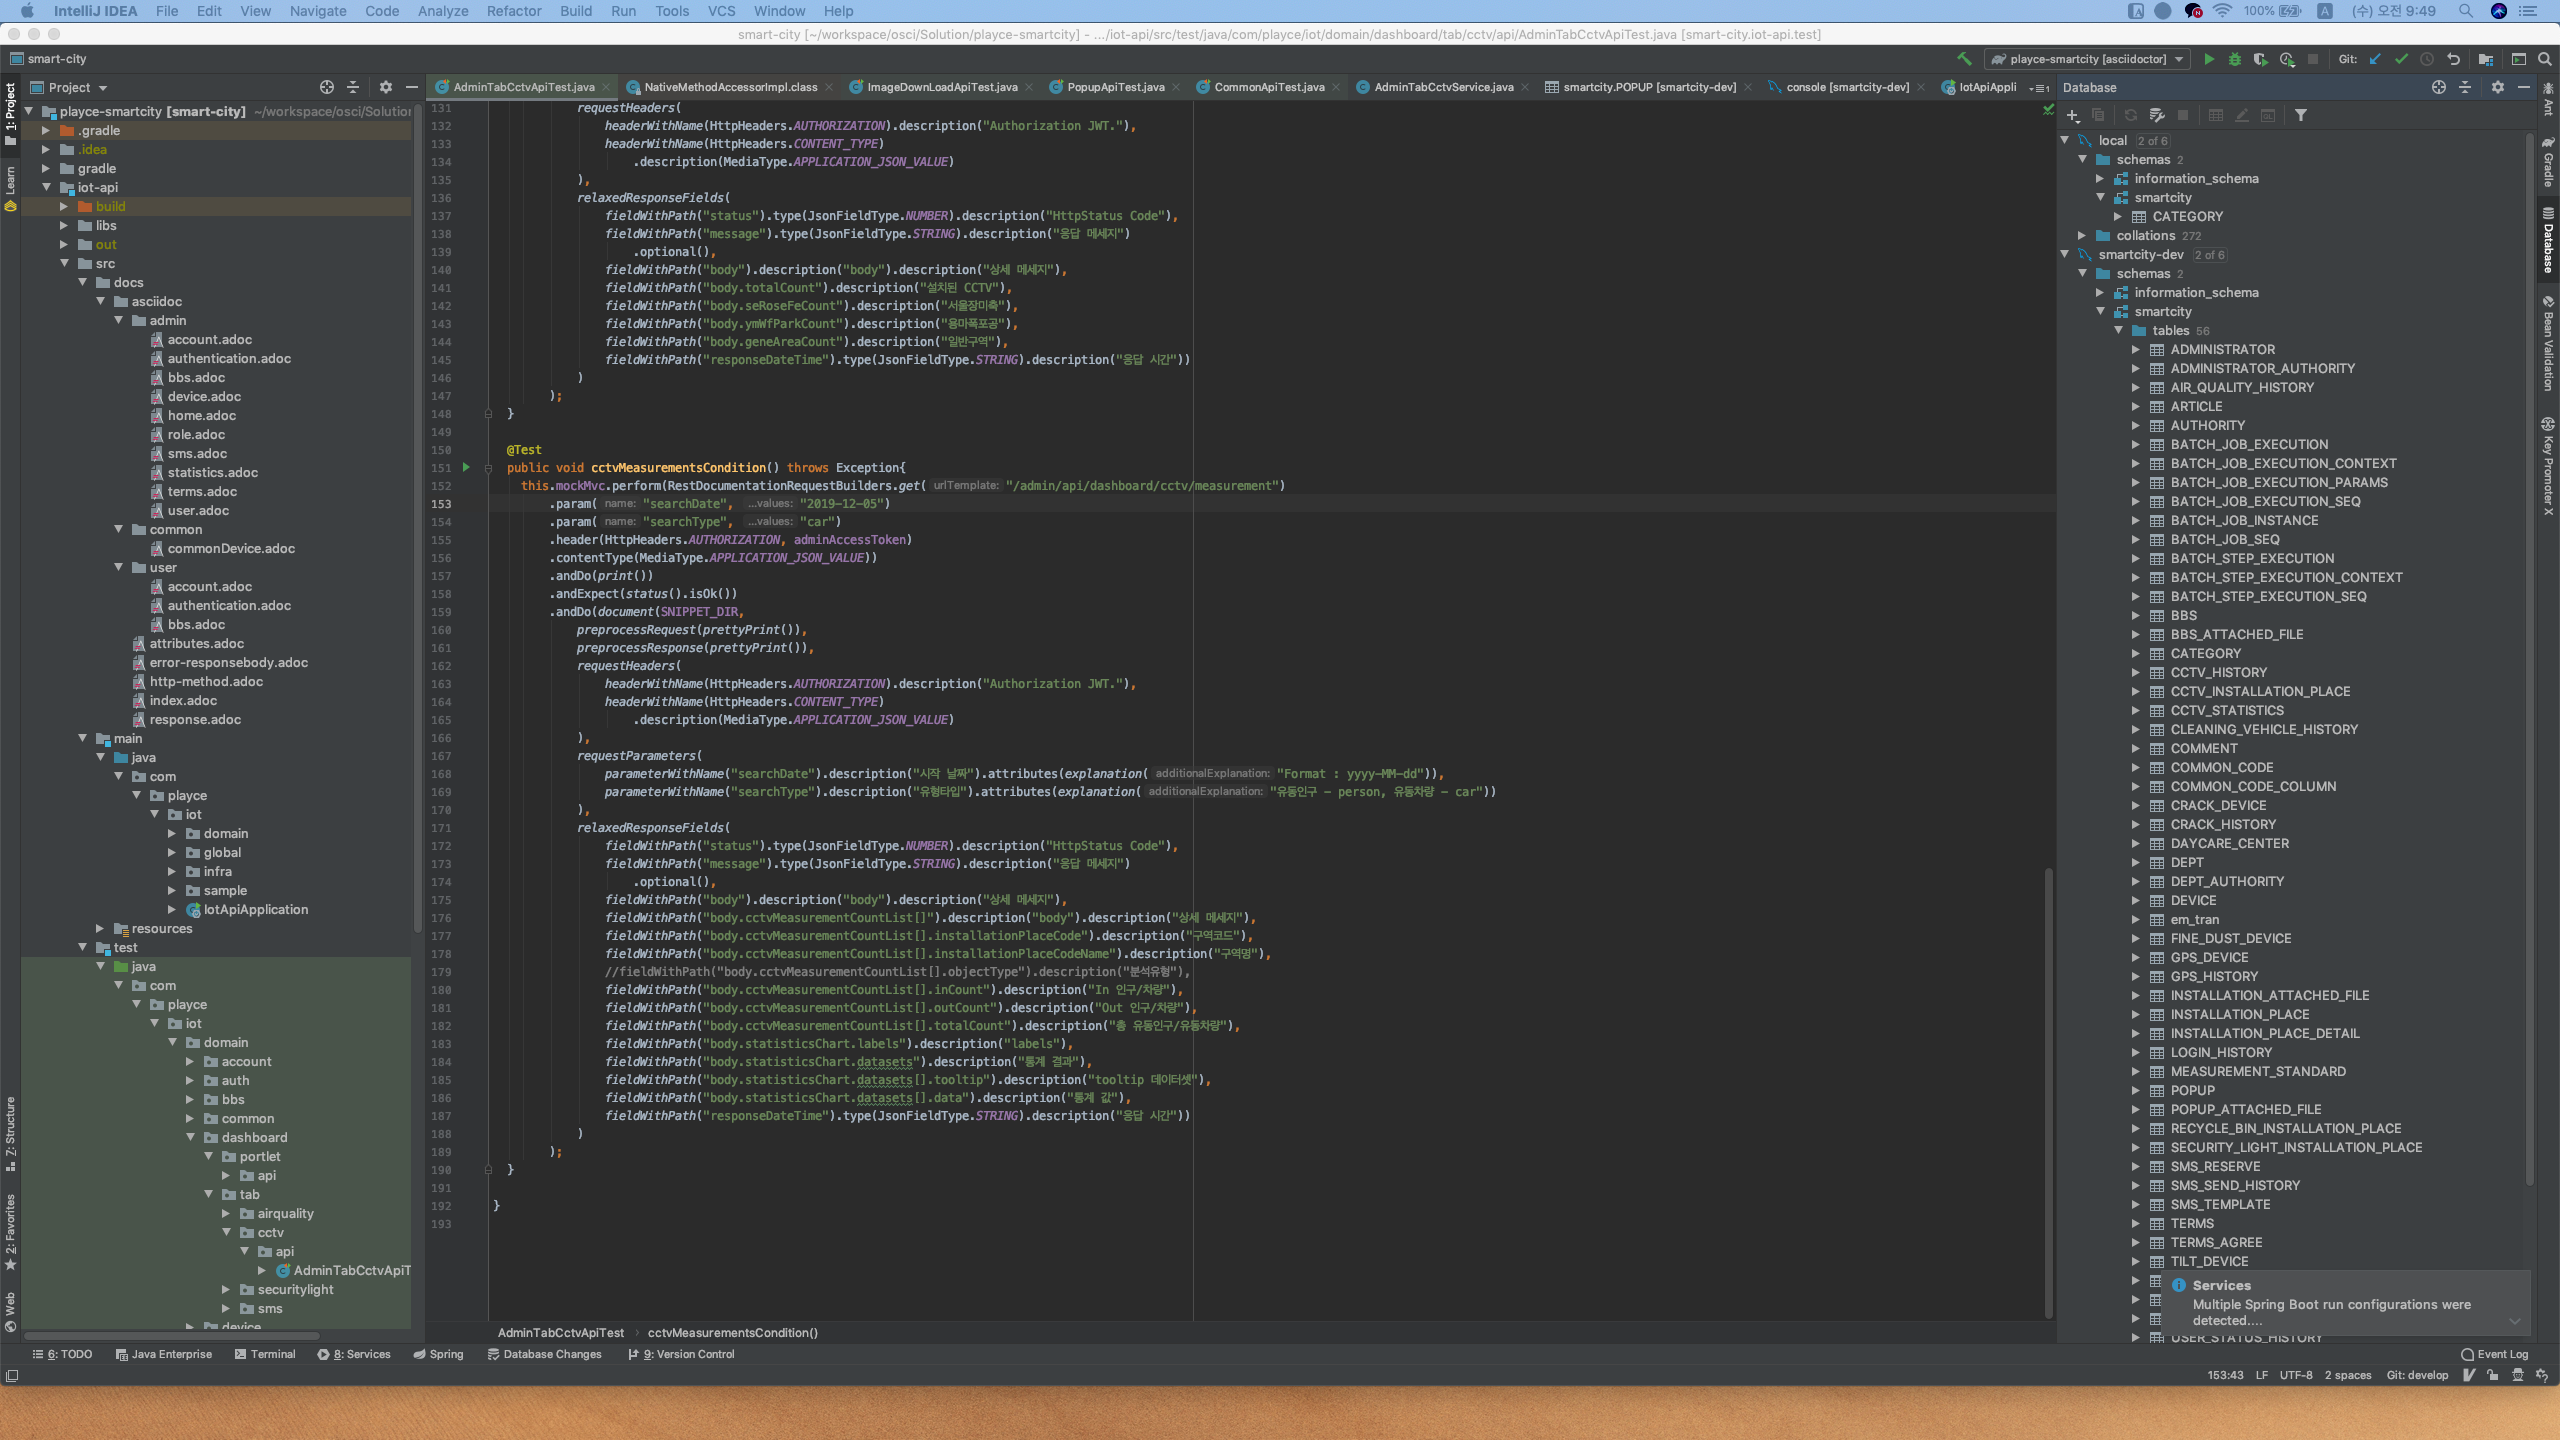 IntelliJ IDEA File Edit View Navigate Code Analyze Refactor Build Run Tools VCS Window Help 100% A (수) 오전 9:49
smart-city [~/workspace/osci/Solution/playce-smartcity] - .../iot-api/src/test/java/com/playce/iot/domain/dashboard/tab/cctv/api/AdminTabCctvApiTest.java [smart-city.iot-api.test]
smart-city playce-smartcity [asciidoctor] Git:
Project
AdminTabCctvApiTest.java NativeMethodAccessorImpl.class ImageDownLoadApiTest.java PopupApiTest.java CommonApiTest.java AdminTabCctvService.java smartcity.POPUP [smartcity-dev] console [smartcity-dev] IotApiAppli
Database
1: Project
Learn
Z: Structure
2: Favorites
Web
playce-smartcity [smart-city] ~/workspace/osci/Solution
.gradle
.idea
gradle
iot-api
build
libs
out
src
docs
asciidoc
admin
account.adoc
authentication.adoc
bbs.adoc
device.adoc
home.adoc
role.adoc
sms.adoc
statistics.adoc
terms.adoc
user.adoc
common
commonDevice.adoc
user
account.adoc
authentication.adoc
bbs.adoc
attributes.adoc
error-responsebody.adoc
http-method.adoc
index.adoc
response.adoc
main
java
com
playce
iot
domain
global
infra
sample
IotApiApplication
resources
test
java
com
playce
iot
domain
account
auth
bbs
common
dashboard
portlet
api
tab
airquality
cctv
api
AdminTabCctvApiT
securitylight
sms
device
131 requestHeaders(
132 headerWithName(HttpHeaders.AUTHORIZATION).description("Authorization JWT."),
133 headerWithName(HttpHeaders.CONTENT_TYPE)
134 .description(MediaType.APPLICATION_JSON_VALUE)
135 ),
136 relaxedResponseFields(
137 fieldWithPath("status").type(JsonFieldType.NUMBER).description("HttpStatus Code"),
138 fieldWithPath("message").type(JsonFieldType.STRING).description("응답 메세지")
139 .optional(),
140 fieldWithPath("body").description("body").description("상세 메세지"),
141 fieldWithPath("body.totalCount").description("설치된 CCTV"),
142 fieldWithPath("body.seRoseFeCount").description("서울장미축"),
143 fieldWithPath("body.ymWfParkCount").description("용마폭포공"),
144 fieldWithPath("body.geneAreaCount").description("일반구역"),
145 fieldWithPath("responseDateTime").type(JsonFieldType.STRING).description("응답 시간"))
146 )
147 );
148 }
149
150 @Test
151 public void cctvMeasurementsCondition() throws Exception{
152 this.mockMvc.perform(RestDocumentationRequestBuilders.get( urlTemplate: "/admin/api/dashboard/cctv/measurement")
153 .param( name: "searchDate", ...values: "2019-12-05")
154 .param( name: "searchType", ...values: "car")
155 .header(HttpHeaders.AUTHORIZATION, adminAccessToken)
156 .contentType(MediaType.APPLICATION_JSON_VALUE))
157 .andDo(print())
158 .andExpect(status().isOk())
159 .andDo(document(SNIPPET_DIR,
160 preprocessRequest(prettyPrint()),
161 preprocessResponse(prettyPrint()),
162 requestHeaders(
163 headerWithName(HttpHeaders.AUTHORIZATION).description("Authorization JWT."),
164 headerWithName(HttpHeaders.CONTENT_TYPE)
165 .description(MediaType.APPLICATION_JSON_VALUE)
166 ),
167 requestParameters(
168 parameterWithName("searchDate").description("시작 날짜").attributes(explanation( additionalExplanation: "Format : yyyy-MM-dd")),
169 parameterWithName("searchType").description("유형타입").attributes(explanation( additionalExplanation: "유동인구 - person, 유동차량 - car"))
170 ),
171 relaxedResponseFields(
172 fieldWithPath("status").type(JsonFieldType.NUMBER).description("HttpStatus Code"),
173 fieldWithPath("message").type(JsonFieldType.STRING).description("응답 메세지")
174 .optional(),
175 fieldWithPath("body").description("body").description("상세 메세지"),
176 fieldWithPath("body.cctvMeasurementCountList[]").description("body").description("상세 메세지"),
177 fieldWithPath("body.cctvMeasurementCountList[].installationPlaceCode").description("구역코드"),
178 fieldWithPath("body.cctvMeasurementCountList[].installationPlaceCodeName").description("구역명"),
179 //fieldWithPath("body.cctvMeasurementCountList[].objectType").description("분석유형"),
180 fieldWithPath("body.cctvMeasurementCountList[].inCount").description("In 인구/차량"),
181 fieldWithPath("body.cctvMeasurementCountList[].outCount").description("Out 인구/차량"),
182 fieldWithPath("body.cctvMeasurementCountList[].totalCount").description("총 유동인구/유동차량"),
183 fieldWithPath("body.statisticsChart.labels").description("labels"),
184 fieldWithPath("body.statisticsChart.datasets").description("통계 결과"),
185 fieldWithPath("body.statisticsChart.datasets[].tooltip").description("tooltip 데이터셋"),
186 fieldWithPath("body.statisticsChart.datasets[].data").description("통계 값"),
187 fieldWithPath("responseDateTime").type(JsonFieldType.STRING).description("응답 시간"))
188 )
189 );
190 }
191
192 }
193
AdminTabCctvApiTest cctvMeasurementsCondition()
local 2 of 6
schemas 2
information_schema
smartcity
CATEGORY
collations 272
smartcity-dev 2 of 6
schemas 2
information_schema
smartcity
tables 56
ADMINISTRATOR
ADMINISTRATOR_AUTHORITY
AIR_QUALITY_HISTORY
ARTICLE
AUTHORITY
BATCH_JOB_EXECUTION
BATCH_JOB_EXECUTION_CONTEXT
BATCH_JOB_EXECUTION_PARAMS
BATCH_JOB_EXECUTION_SEQ
BATCH_JOB_INSTANCE
BATCH_JOB_SEQ
BATCH_STEP_EXECUTION
BATCH_STEP_EXECUTION_CONTEXT
BATCH_STEP_EXECUTION_SEQ
BBS
BBS_ATTACHED_FILE
CATEGORY
CCTV_HISTORY
CCTV_INSTALLATION_PLACE
CCTV_STATISTICS
CLEANING_VEHICLE_HISTORY
COMMENT
COMMON_CODE
COMMON_CODE_COLUMN
CRACK_DEVICE
CRACK_HISTORY
DAYCARE_CENTER
DEPT
DEPT_AUTHORITY
DEVICE
em_tran
FINE_DUST_DEVICE
GPS_DEVICE
GPS_HISTORY
INSTALLATION_ATTACHED_FILE
INSTALLATION_PLACE
INSTALLATION_PLACE_DETAIL
LOGIN_HISTORY
MEASUREMENT_STANDARD
POPUP
POPUP_ATTACHED_FILE
RECYCLE_BIN_INSTALLATION_PLACE
SECURITY_LIGHT_INSTALLATION_PLACE
SMS_RESERVE
SMS_SEND_HISTORY
SMS_TEMPLATE
TERMS
TERMS_AGREE
TILT_DEVICE
USER_STATUS_HISTORY
Services
Multiple Spring Boot run configurations were
detected....
Ant
Gradle
Database
Bean Validation
Key Promoter X
6: TODO Java Enterprise Terminal 8: Services Spring Database Changes 9: Version Control Event Log
153:43 LF UTF-8 2 spaces Git: develop